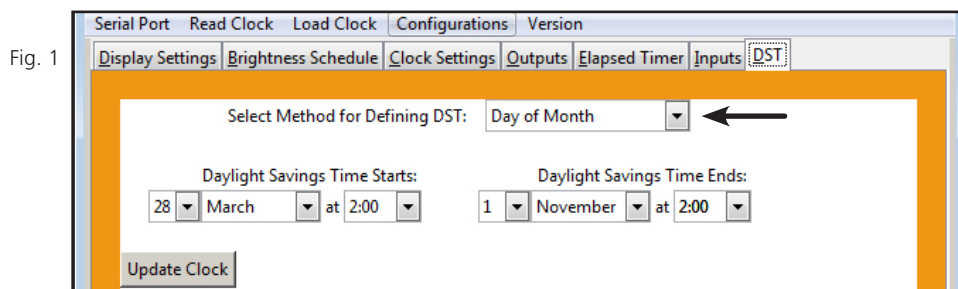 Serial Port Read Clock Load Clock Configurations Version
Fig. 1
Display Settings Brightness Schedule Clock Settings Outputs Elapsed Timer Inputs DST
Select Method for Defining DST: Day of Month
Daylight Savings Time Starts: Daylight Savings Time Ends:
28 March at 2:00 1 November at 2:00
Update Clock